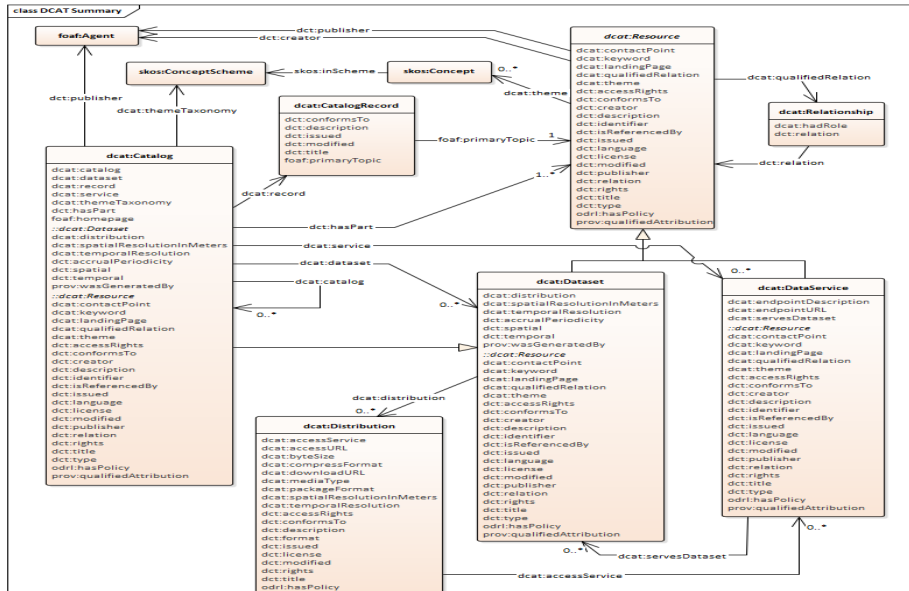 class DCAT Summary
foaf:Agent
dct:publisher
dct:creator
skos:ConceptScheme
skos:inScheme
skos:Concept
0..*
dcat:theme
dct:publisher
dcat:themeTaxonomy
dcat:Resource
dcat:contactPoint
dcat:keyword
dcat:landingPage
dcat:qualifiedRelation
dcat:theme
dct:accessRights
dct:conformsTo
dct:creator
dct:description
dct:identifier
dct:isReferencedBy
dct:issued
dct:language
dct:license
dct:modified
dct:publisher
dct:relation
dct:rights
dct:title
dct:type
odrl:hasPolicy
prov:qualifiedAttribution
dcat:qualifiedRelation
dcat:Relationship
dcat:hadRole
dct:relation
dct:relation
dcat:CatalogRecord
dct:conformsTo
dct:description
dct:issued
dct:modified
dct:title
foaf:primaryTopic
foaf:primaryTopic
1
1..*
dcat:record
dct:hasPart
dcat:service
0..*
dcat:dataset
0..*
dcat:catalog
0..*
dcat:Catalog
dcat:catalog
dcat:dataset
dcat:record
dcat:service
dcat:themeTaxonomy
dct:hasPart
foaf:homepage
::dcat:Dataset
dcat:distribution
dcat:spatialResolutionInMeters
dcat:temporalResolution
dct:accrualPeriodicity
dct:spatial
dct:temporal
prov:wasGeneratedBy
::dcat:Resource
dcat:contactPoint
dcat:keyword
dcat:landingPage
dcat:qualifiedRelation
dcat:theme
dct:accessRights
dct:conformsTo
dct:creator
dct:description
dct:identifier
dct:isReferencedBy
dct:issued
dct:language
dct:license
dct:modified
dct:publisher
dct:relation
dct:rights
dct:title
dct:type
odrl:hasPolicy
prov:qualifiedAttribution
dcat:Dataset
dcat:distribution
dcat:spatialResolutionInMeters
dcat:temporalResolution
dct:accrualPeriodicity
dct:spatial
dct:temporal
prov:wasGeneratedBy
::dcat:Resource
dcat:contactPoint
dcat:keyword
dcat:landingPage
dcat:qualifiedRelation
dcat:theme
dct:accessRights
dct:conformsTo
dct:creator
dct:description
dct:identifier
dct:isReferencedBy
dct:issued
dct:language
dct:license
dct:modified
dct:publisher
dct:relation
dct:rights
dct:title
dct:type
odrl:hasPolicy
prov:qualifiedAttribution
dcat:DataService
dcat:endpointDescription
dcat:endpointURL
dcat:servesDataset
::dcat:Resource
dcat:contactPoint
dcat:keyword
dcat:landingPage
dcat:qualifiedRelation
dcat:theme
dct:accessRights
dct:conformsTo
dct:creator
dct:description
dct:identifier
dct:isReferencedBy
dct:issued
dct:language
dct:license
dct:modified
dct:publisher
dct:relation
dct:rights
dct:title
dct:type
odrl:hasPolicy
prov:qualifiedAttribution
dcat:distribution
0..*
dcat:Distribution
dcat:accessService
dcat:accessURL
dcat:byteSize
dcat:compressFormat
dcat:downloadURL
dcat:mediaType
dcat:packageFormat
dcat:spatialResolutionInMeters
dcat:temporalResolution
dct:accessRights
dct:conformsTo
dct:description
dct:format
dct:issued
dct:license
dct:modified
dct:rights
dct:title
odrl:hasPolicy
0..*
dcat:servesDataset
0..*
dcat:accessService